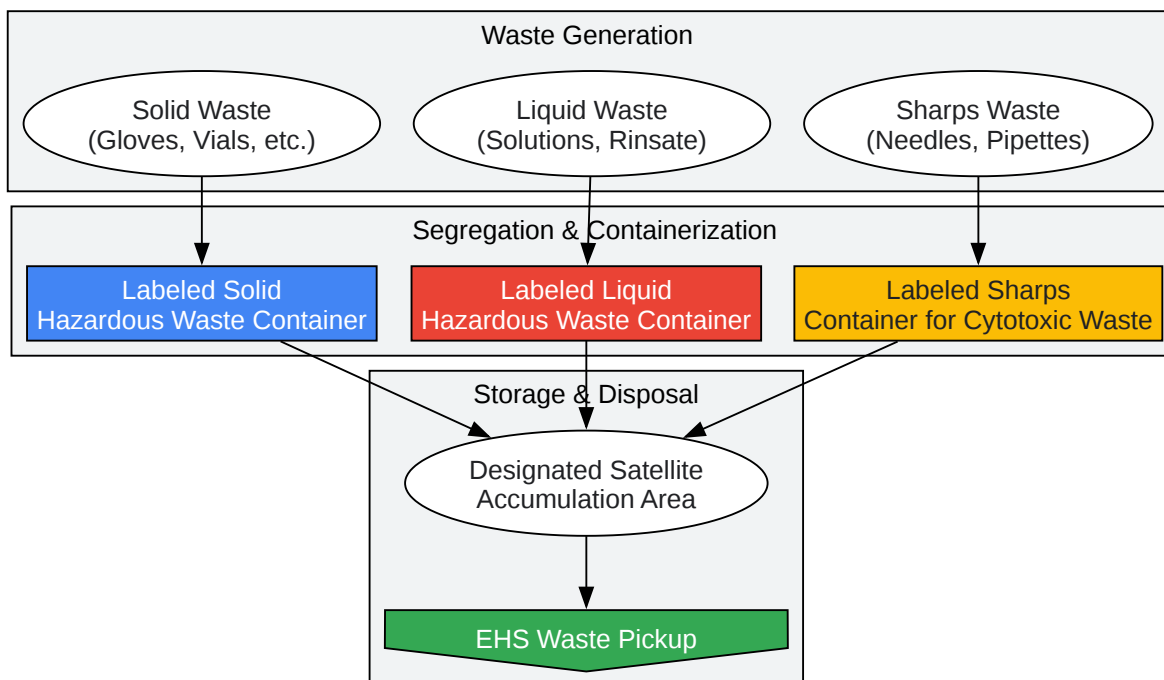 Waste Generation
Solid Waste
(Gloves, Vials, etc.)
Liquid Waste
(Solutions, Rinsate)
Sharps Waste
(Needles, Pipettes)
Segregation & Containerization
Labeled Solid
Hazardous Waste Container
Labeled Liquid
Hazardous Waste Container
Labeled Sharps
Container for Cytotoxic Waste
Storage & Disposal
Designated Satellite
Accumulation Area
EHS Waste Pickup